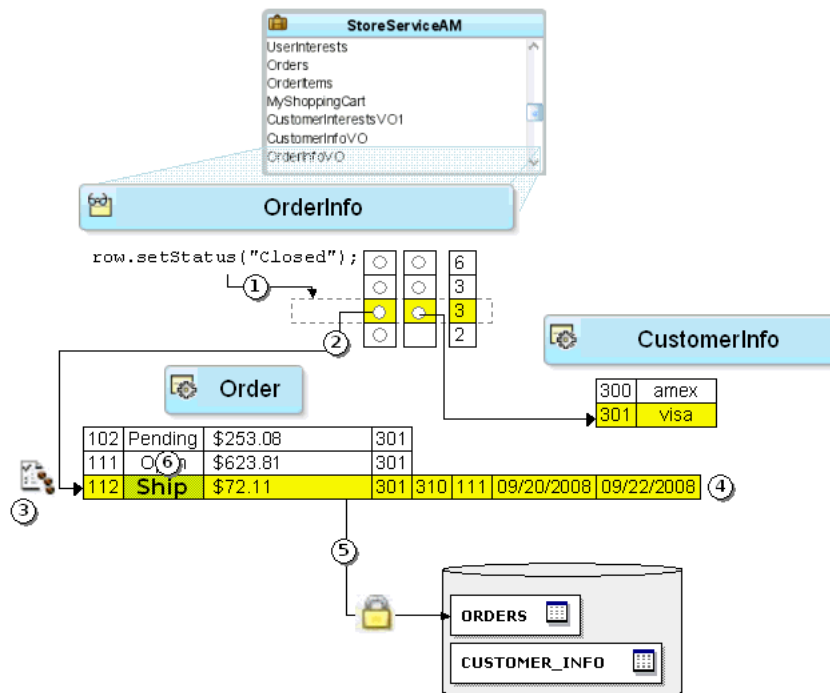 StoreServiceAM
UserInterests
Orders
OrderItems
MyShoppingCart
CustomerInterestsVO1
CustomerInfoVO
OrderInfoVO
OrderInfo
row.setStatus("Closed");
6
3
3
2
1
2
CustomerInfo
300 amex
301 visa
Order
102 Pending $253.08 301
111 $623.81 301
6
112 Ship $72.11 301 310 111 09/20/2008 09/22/2008
4
3
5
ORDERS
CUSTOMER_INFO